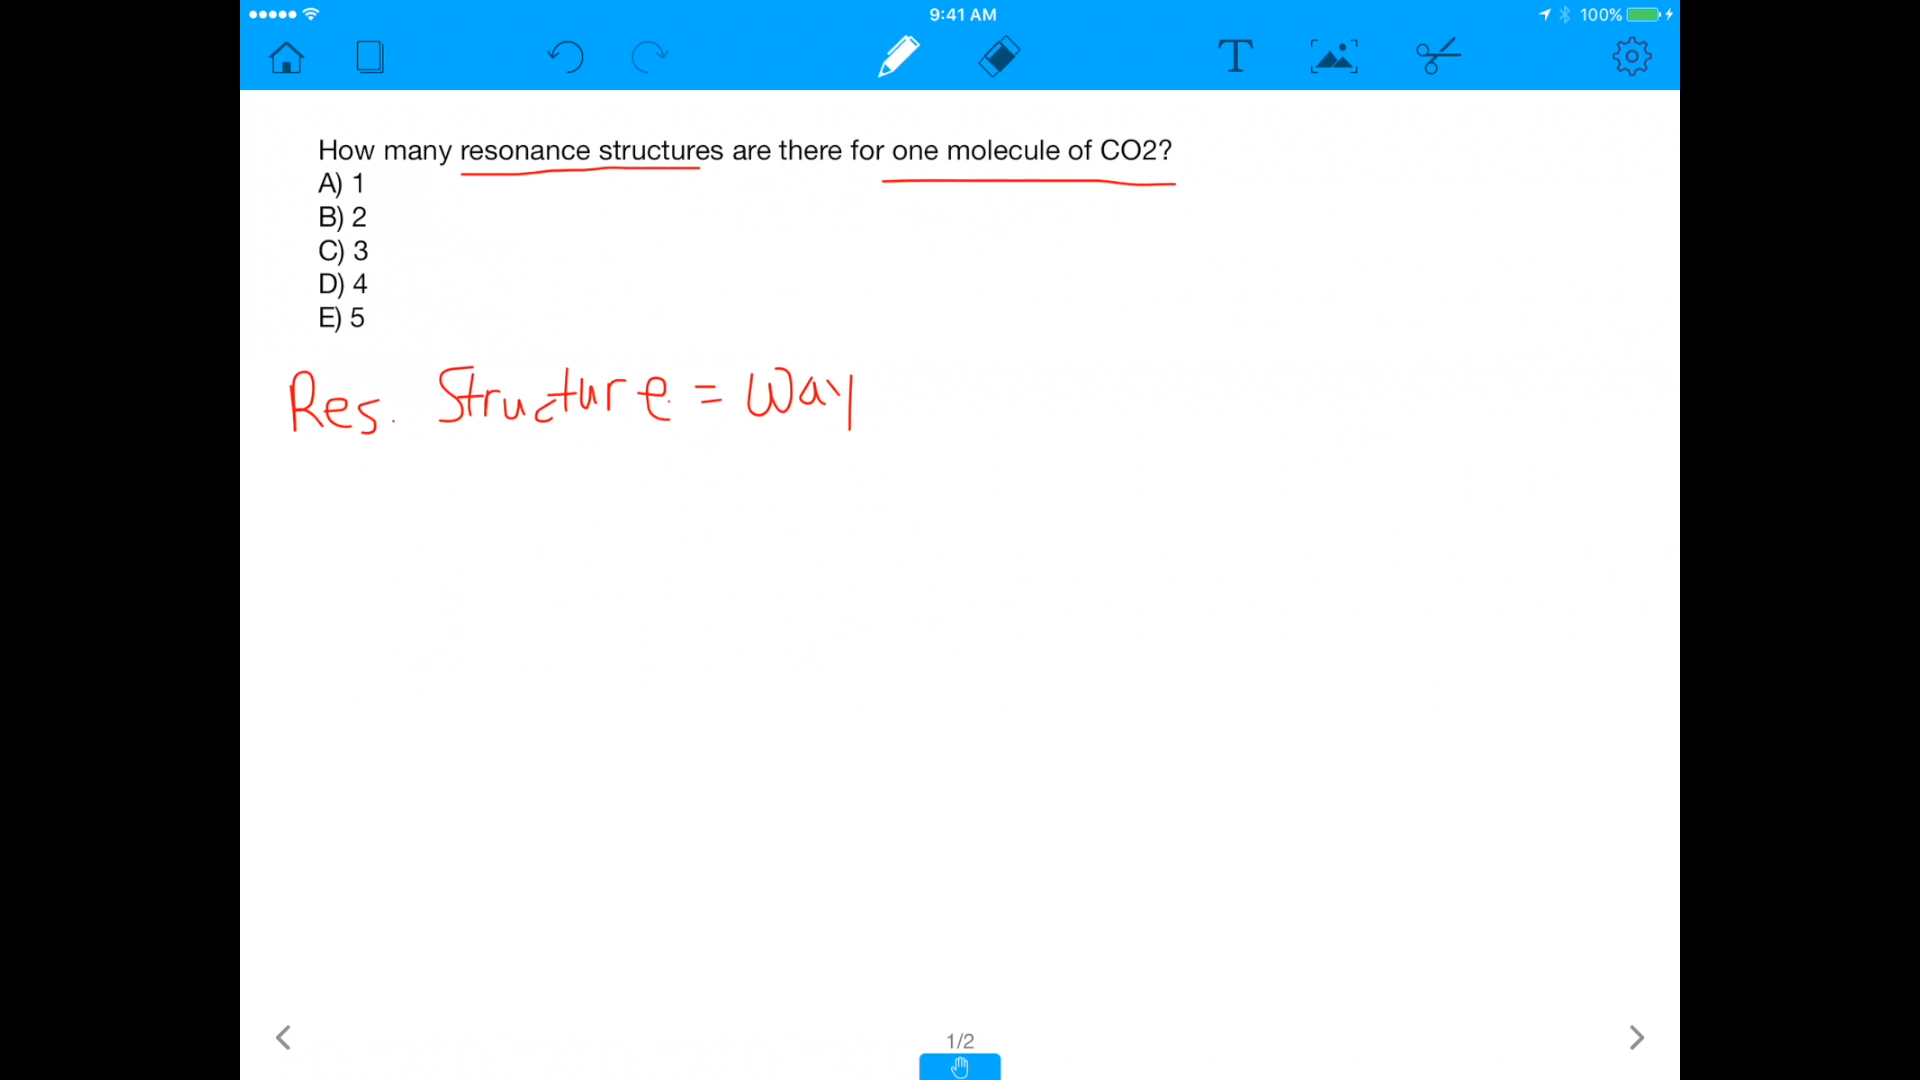 9:41 AM
100%
T
How many resonance structures are there for one molecule of CO2?
A) 1
B) 2
C) 3
D) 4
E) 5
Res. Structure = Way
1/2